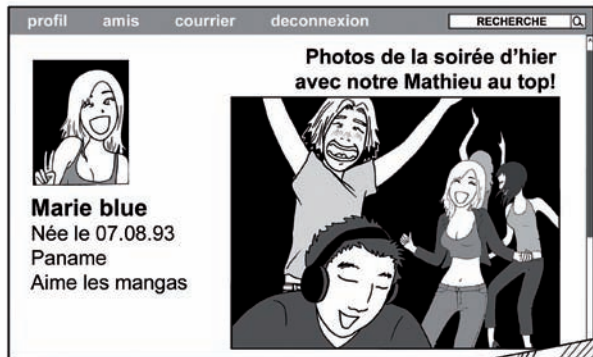 profil amis courrier deconnexion RECHERCHE
Photos de la soirée d'hier
avec notre Mathieu au top!
Marie blue
Née le 07.08.93
Paname
Aime les mangas